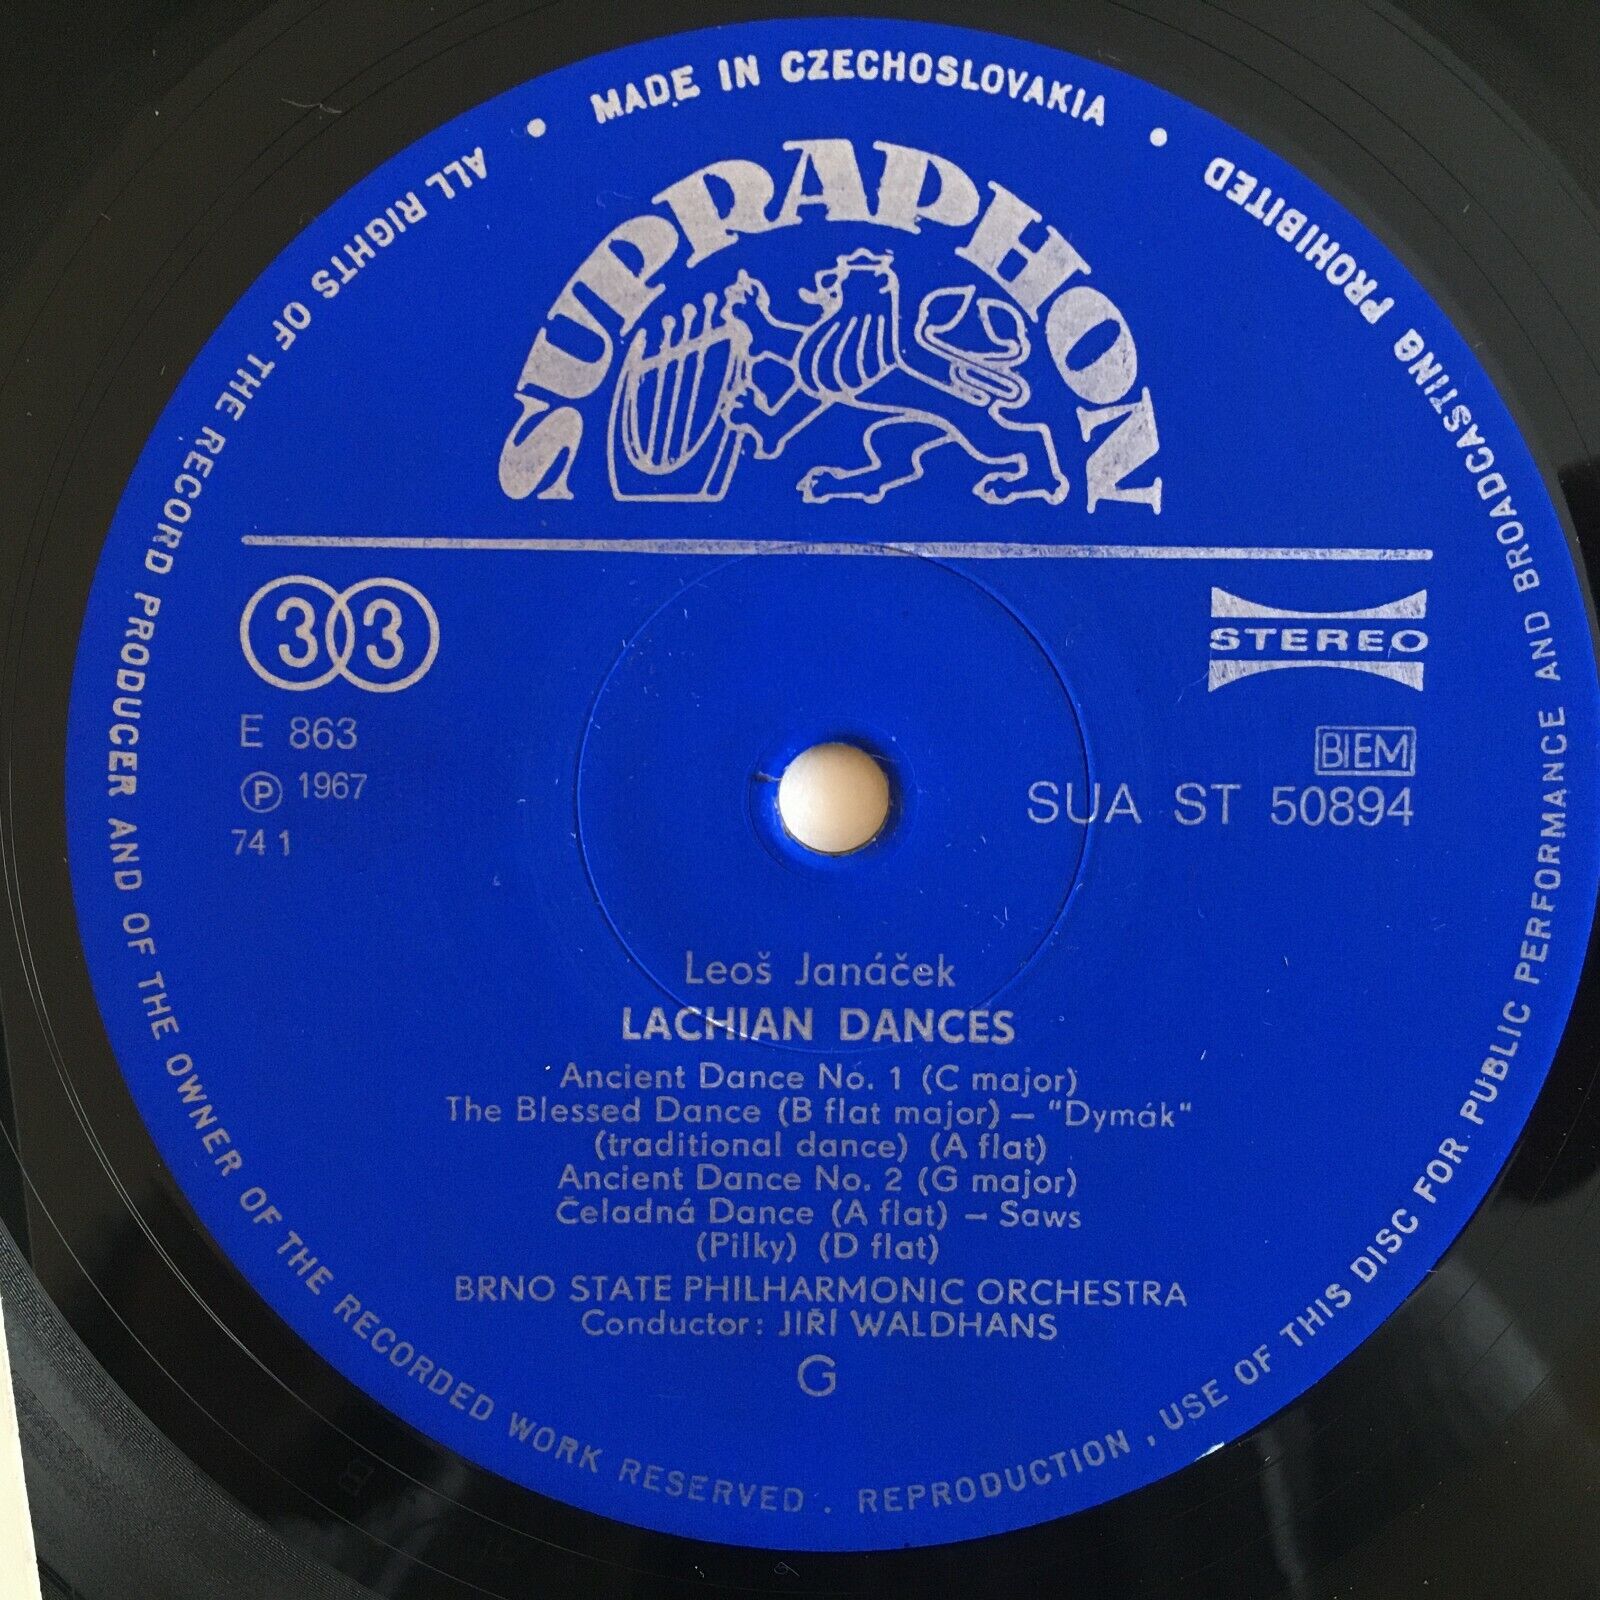 MADE IN CZECHOSLOVAKIA •
• ALL RIGHTS OF THE RECORD PRODUCER AND OF THE OWNER OF THE RECORDED WORK RESERVED . REPRODUCTION , USE OF THIS DISC FOR PUBLIC PERFORMANCE AND BROADCASTING PROHIBITED
SUPRAPHON
33
STEREO
E 863
℗ 1967
74 1
BIEM
SUA ST 50894
Leoš Janáček
LACHIAN DANCES
Ancient Dance No. 1 (C major)
The Blessed Dance (B flat major) – "Dymák"
(traditional dance) (A flat)
Ancient Dance No. 2 (G major)
Čeladná Dance (A flat) – Saws
(Pilky) (D flat)
BRNO STATE PHILHARMONIC ORCHESTRA
Conductor: JIŘÍ WALDHANS
G